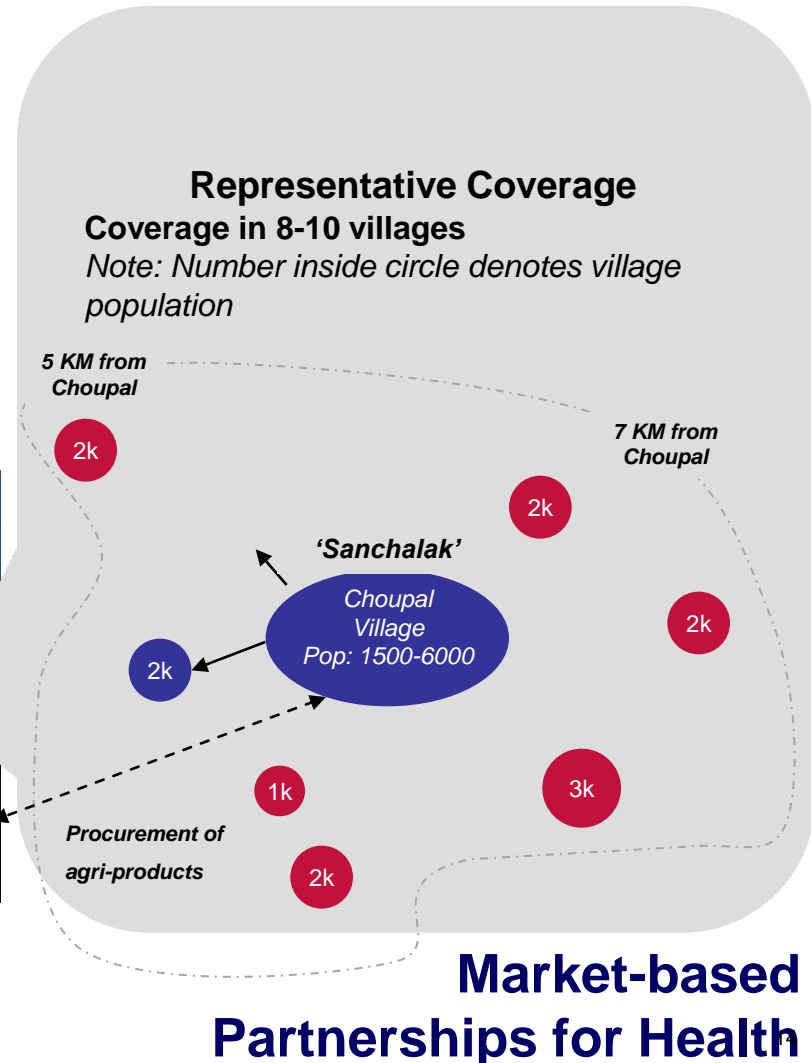 Representative Coverage
Coverage in 8-10 villages
Note: Number inside circle denotes village
population
5 KM from
Choupal
7 KM from
Choupal
2k
2k
'Sanchalak'
Choupal
Village
Pop: 1500-6000
2k
2k
1k
3k
Procurement of
agri-products
2k
Market-based
Partnerships for Health
14